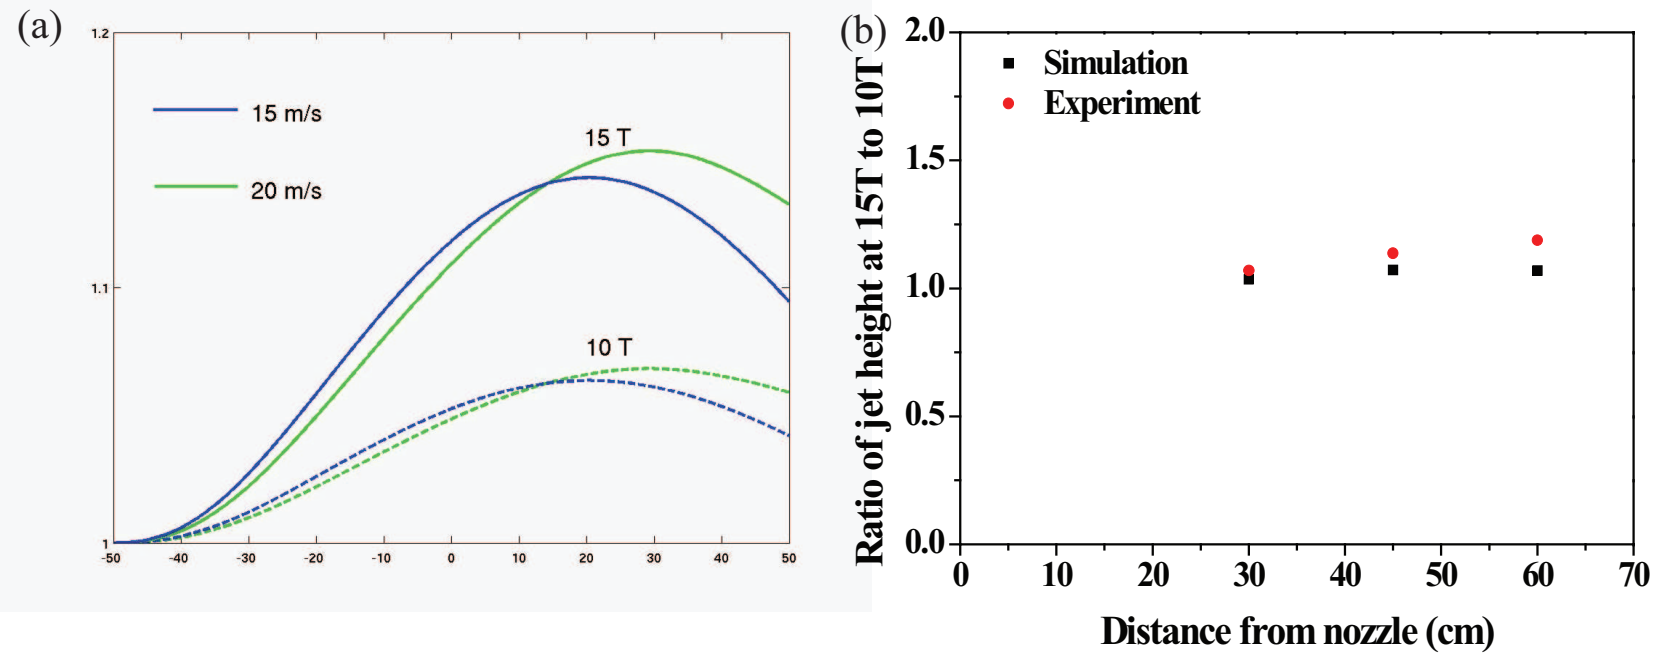 (a)
1.2
1.1
1
15 m/s
20 m/s
15 T
10 T
-50 -40 -30 -20 -10 0 10 20 30 40 50
(b)
Ratio of jet height at 15T to 10T
2.0
1.5
1.0
0.5
0.0
Simulation
Experiment
0 10 20 30 40 50 60 70
Distance from nozzle (cm)